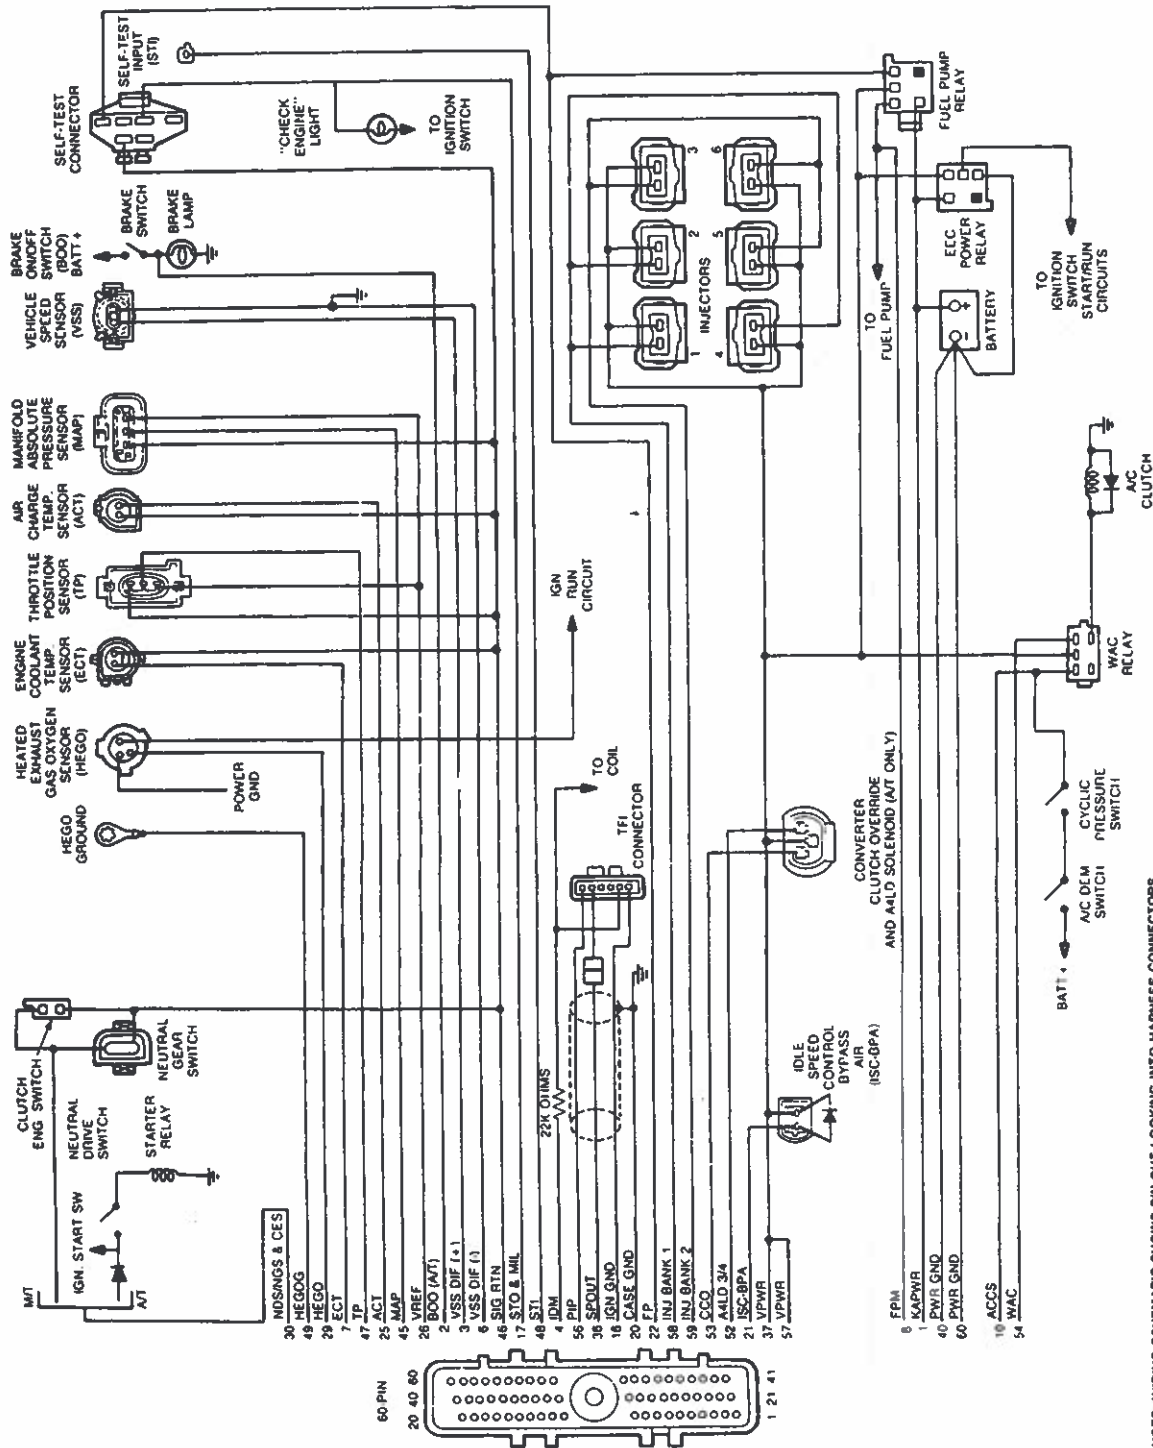 SELF-TEST
CONNECTOR
SELF-TEST
INPUT
(STI)
"CHECK
ENGINE"
LIGHT
TO
IGNITION
SWITCH
BRAKE
ON/OFF
SWITCH
(BOO)
BATT +
BRAKE
SWITCH
BRAKE
LAMP
VEHICLE
SPEED
SENSOR
(VSS)
MANIFOLD
ABSOLUTE
PRESSURE
SENSOR
(MAP)
AIR
CHARGE
TEMP.
SENSOR
(ACT)
THROTTLE
POSITION
SENSOR
(TP)
ENGINE
COOLANT
TEMP.
SENSOR
(ECT)
HEATED
EXHAUST
GAS OXYGEN
SENSOR
(HEGO)
POWER
GND
HEGO
GROUND
CLUTCH
ENG SWITCH
NEUTRAL
GEAR
SWITCH
NEUTRAL
DRIVE
SWITCH
STARTER
RELAY
IGN. START SW
M/T
A/T
30 NDS/NGS & CES
49 HEGOG
29 HEGO
7 ECT
47 TP
25 ACT
45 MAP
26 VREF
2 BOO (A/T)
3 VSS DIF (+)
6 VSS DIF (-)
46 SIG RTN
17 STO & MIL
48 STI
4 IDM
56 PIP
36 SPOUT
16 IGN GND
20 CASE GND
22 FP
58 INJ BANK 1
59 INJ BANK 2
53 CCO
52 A4LD 3/4
21 ISC-BPA
37 VPWR
57 VPWR
8 FPM
1 KAPWR
40 PWR GND
60 PWR GND
10 ACCS
54 WAC
60-PIN
20 40 60
1 21 41
22K OHMS
TFI
CONNECTOR
TO
COIL
IGN
RUN
CIRCUIT
INJECTORS
1
2
3
4
5
6
TO
FUEL PUMP
FUEL PUMP
RELAY
EEC
POWER
RELAY
BATTERY
+
-
TO
IGNITION
SWITCH
START/RUN
CIRCUITS
A/C
CLUTCH
WAC
RELAY
CONVERTER
CLUTCH OVERRIDE
AND A4LD SOLENOID (A/T ONLY)
IDLE
SPEED
CONTROL
BYPASS
AIR
(ISC-BPA)
BATT +
A/C DEM
SWITCH
CYCLIC
PRESSURE
SWITCH